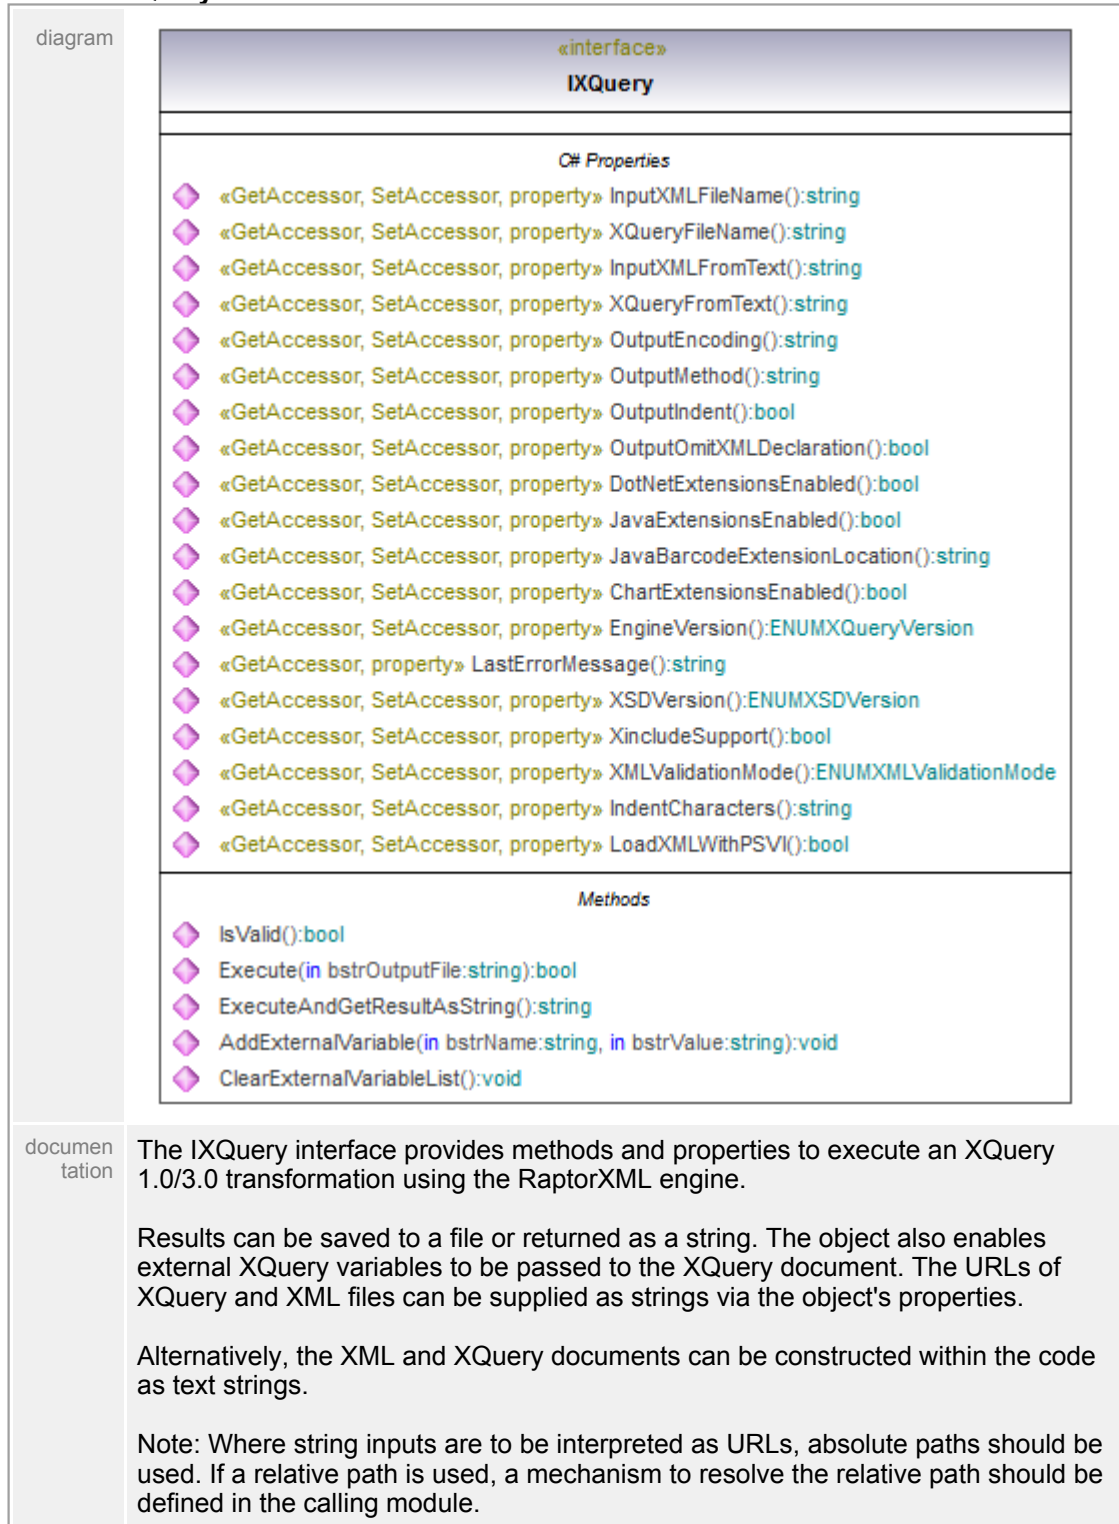 diagram
«interface»
IXQuery
C# Properties
«GetAccessor, SetAccessor, property» InputXMLFileName():string
«GetAccessor, SetAccessor, property» XQueryFileName():string
«GetAccessor, SetAccessor, property» InputXMLFromText():string
«GetAccessor, SetAccessor, property» XQueryFromText():string
«GetAccessor, SetAccessor, property» OutputEncoding():string
«GetAccessor, SetAccessor, property» OutputMethod():string
«GetAccessor, SetAccessor, property» OutputIndent():bool
«GetAccessor, SetAccessor, property» OutputOmitXMLDeclaration():bool
«GetAccessor, SetAccessor, property» DotNetExtensionsEnabled():bool
«GetAccessor, SetAccessor, property» JavaExtensionsEnabled():bool
«GetAccessor, SetAccessor, property» JavaBarcodeExtensionLocation():string
«GetAccessor, SetAccessor, property» ChartExtensionsEnabled():bool
«GetAccessor, SetAccessor, property» EngineVersion():ENUMXQueryVersion
«GetAccessor, property» LastErrorMessage():string
«GetAccessor, SetAccessor, property» XSDVersion():ENUMXSDVersion
«GetAccessor, SetAccessor, property» XincludeSupport():bool
«GetAccessor, SetAccessor, property» XMLValidationMode():ENUMXMLValidationMode
«GetAccessor, SetAccessor, property» IndentCharacters():string
«GetAccessor, SetAccessor, property» LoadXMLWithPSVI():bool
Methods
IsValid():bool
Execute(in bstrOutputFile:string):bool
ExecuteAndGetResultAsString():string
AddExternalVariable(in bstrName:string, in bstrValue:string):void
ClearExternalVariableList():void
documen
tation
The IXQuery interface provides methods and properties to execute an XQuery
1.0/3.0 transformation using the RaptorXML engine.
Results can be saved to a file or returned as a string. The object also enables
external XQuery variables to be passed to the XQuery document. The URLs of
XQuery and XML files can be supplied as strings via the object's properties.
Alternatively, the XML and XQuery documents can be constructed within the code
as text strings.
Note: Where string inputs are to be interpreted as URLs, absolute paths should be
used. If a relative path is used, a mechanism to resolve the relative path should be
defined in the calling module.